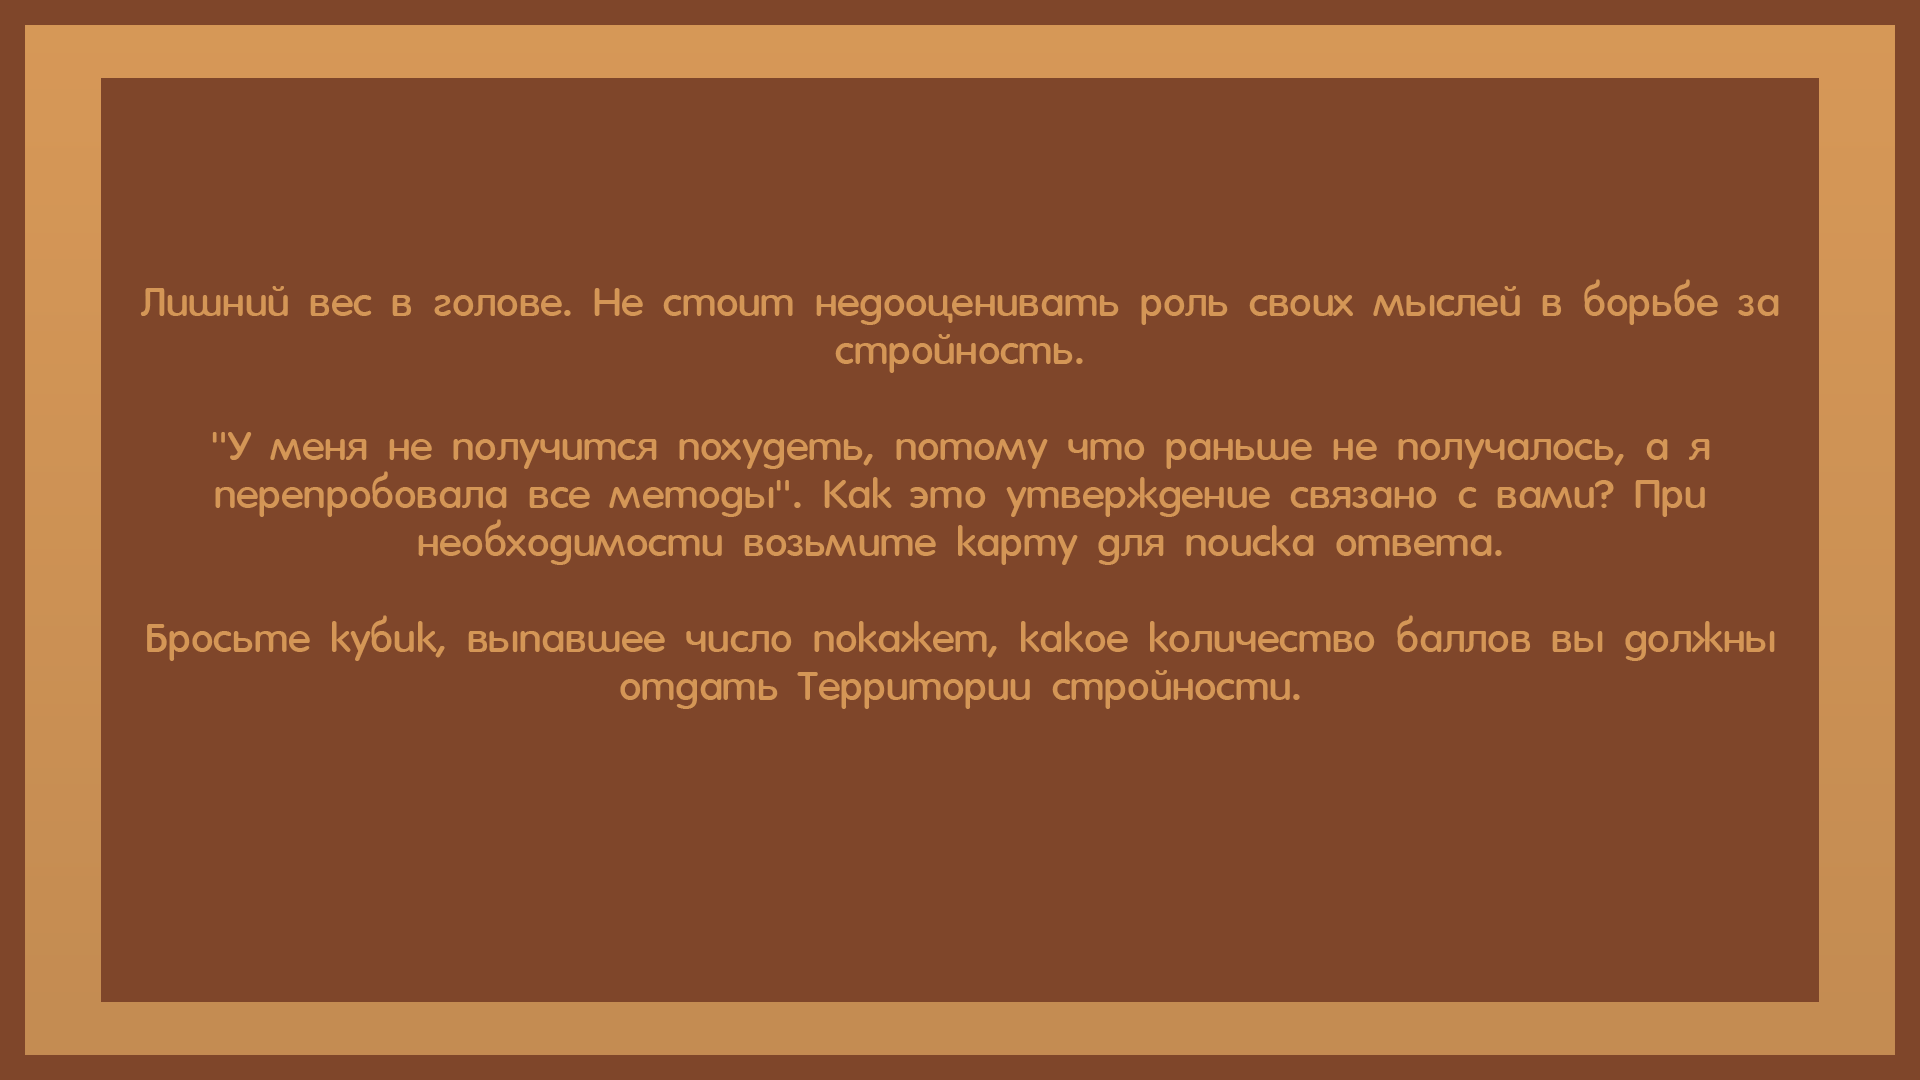 Лишний вес в голове. Не стоит недооценивать роль своих мыслей в борьбе за
стройность.
"У меня не получится похудеть, потому что раньше не получалось, а я
перепробовала все методы". Как это утверждение связано с вами? При
необходимости возьмите карту для поиска ответа.
Бросьте кубик, выпавшее число покажет, какое количество баллов вы должны
отдать Территории стройности.